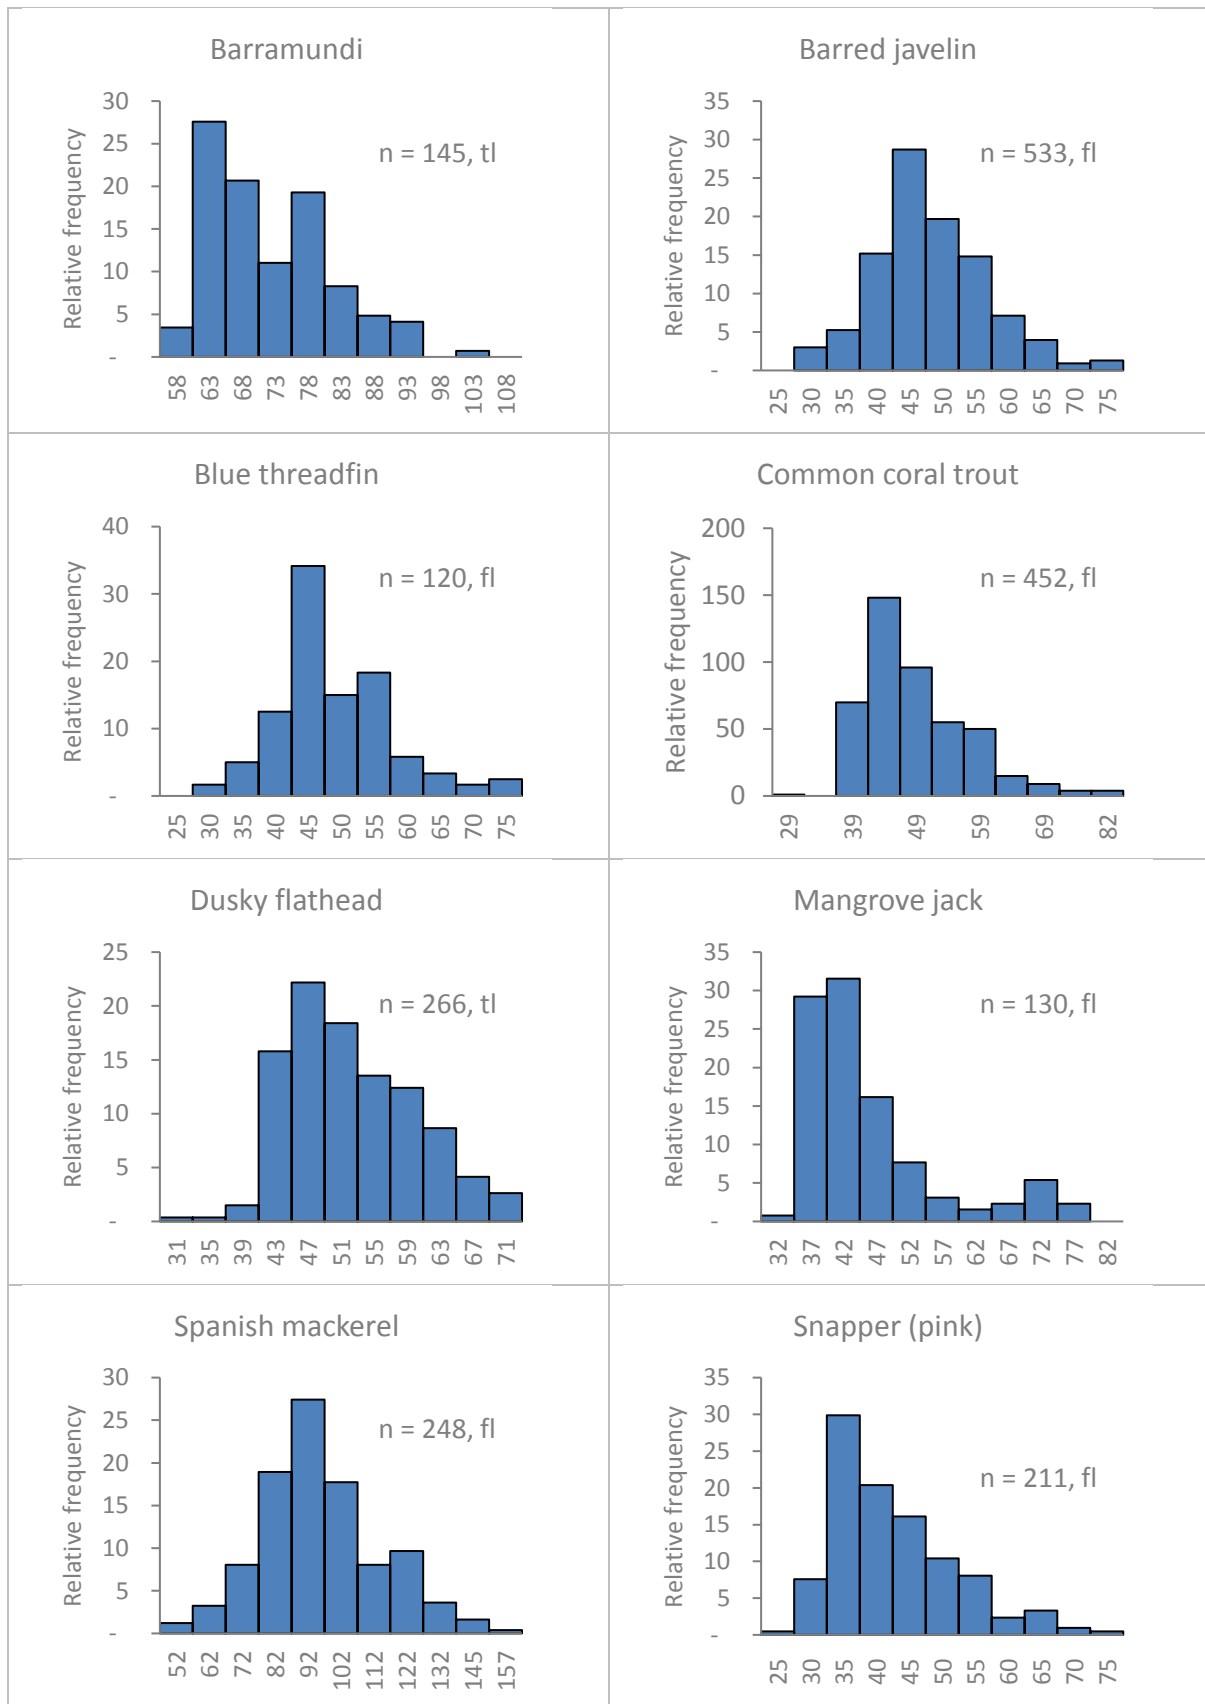 Barramundi
Relative frequency
30
25
20
15
10
5
-
n = 145, tl
58 63 68 73 78 83 88 93 98 103 108
Barred javelin
Relative frequency
35
30
25
20
15
10
5
-
n = 533, fl
25 30 35 40 45 50 55 60 65 70 75
Blue threadfin
Relative frequency
40
30
20
10
-
n = 120, fl
25 30 35 40 45 50 55 60 65 70 75
Common coral trout
Relative frequency
200
150
100
50
0
n = 452, fl
29 39 49 59 69 82
Dusky flathead
Relative frequency
25
20
15
10
5
-
n = 266, tl
31 35 39 43 47 51 55 59 63 67 71
Mangrove jack
Relative frequency
35
30
25
20
15
10
5
-
n = 130, fl
32 37 42 47 52 57 62 67 72 77 82
Spanish mackerel
Relative frequency
30
25
20
15
10
5
-
n = 248, fl
52 62 72 82 92 102 112 122 132 145 157
Snapper (pink)
Relative frequency
35
30
25
20
15
10
5
-
n = 211, fl
25 30 35 40 45 50 55 60 65 70 75